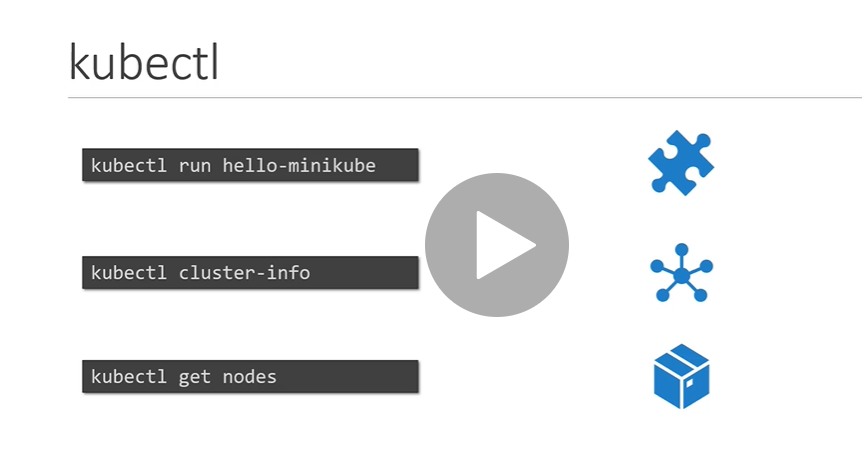 kubectl
kubectl run hello-minikube
kubectl cluster-info
kubectl get nodes